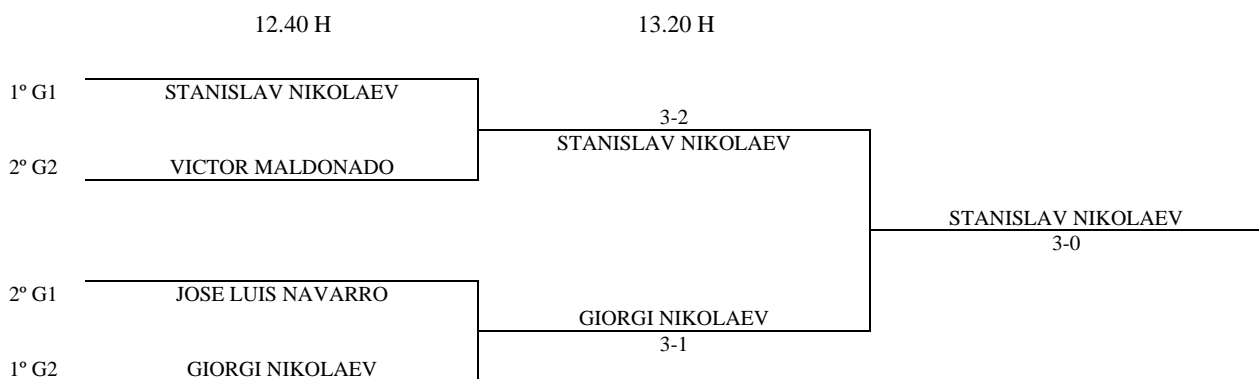 12.40 H 13.20 H
1º G1 STANISLAV NIKOLAEV
3-2
STANISLAV NIKOLAEV
2º G2 VICTOR MALDONADO
STANISLAV NIKOLAEV
3-0
2º G1 JOSE LUIS NAVARRO
GIORGI NIKOLAEV
3-1
1º G2 GIORGI NIKOLAEV